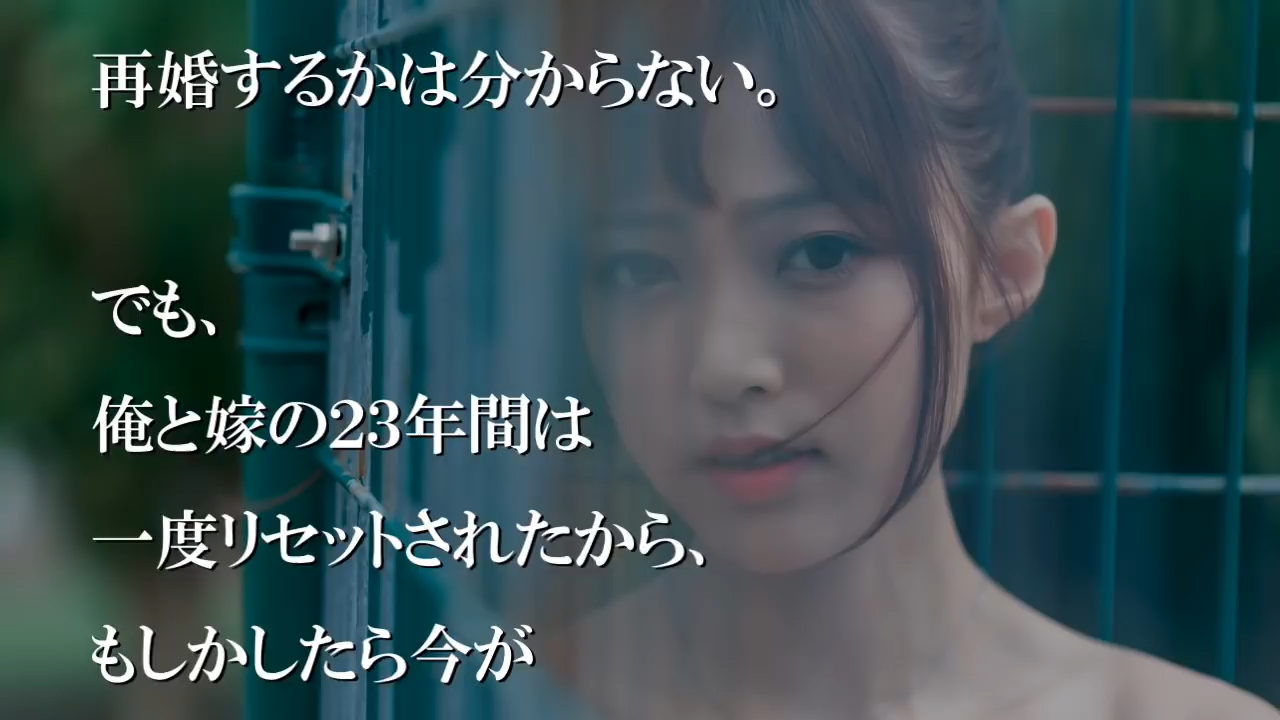 再婚するかは分からない。
でも、
俺と嫁の23年間は
一度リセットされたから、
もしかしたら今が